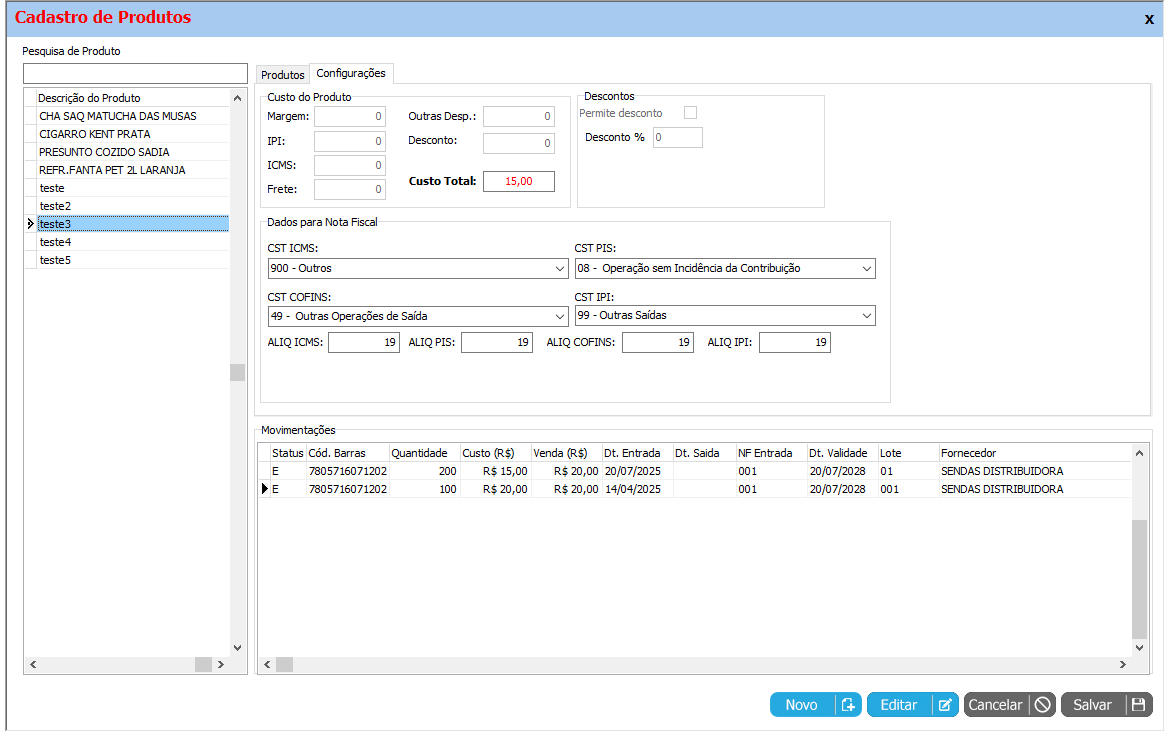 Cadastro de Produtos x
Pesquisa de Produto
Descrição do Produto
CHA SAQ MATUCHA DAS MUSAS
CIGARRO KENT PRATA
PRESUNTO COZIDO SADIA
REFR.FANTA PET 2L LARANJA
teste
teste2
teste3
teste4
teste5
Produtos Configurações
Custo do Produto
Margem: 0 Outras Desp.: 0
IPI: 0 Desconto: 0
ICMS: 0
Frete: 0 Custo Total: 15,00
Descontos
Permite desconto
Desconto % 0
Dados para Nota Fiscal
CST ICMS: CST PIS:
900 - Outros 08 - Operação sem Incidência da Contribuição
CST COFINS: CST IPI:
49 - Outras Operações de Saída 99 - Outras Saídas
ALIQ ICMS: 19 ALIQ PIS: 19 ALIQ COFINS: 19 ALIQ IPI: 19
Movimentações
Status Cód. Barras Quantidade Custo (R$) Venda (R$) Dt. Entrada Dt. Saida NF Entrada Dt. Validade Lote Fornecedor
E 7805716071202 200 R$ 15,00 R$ 20,00 20/07/2025 001 20/07/2028 01 SENDAS DISTRIBUIDORA
E 7805716071202 100 R$ 20,00 R$ 20,00 14/04/2025 001 20/07/2028 001 SENDAS DISTRIBUIDORA
Novo Editar Cancelar Salvar